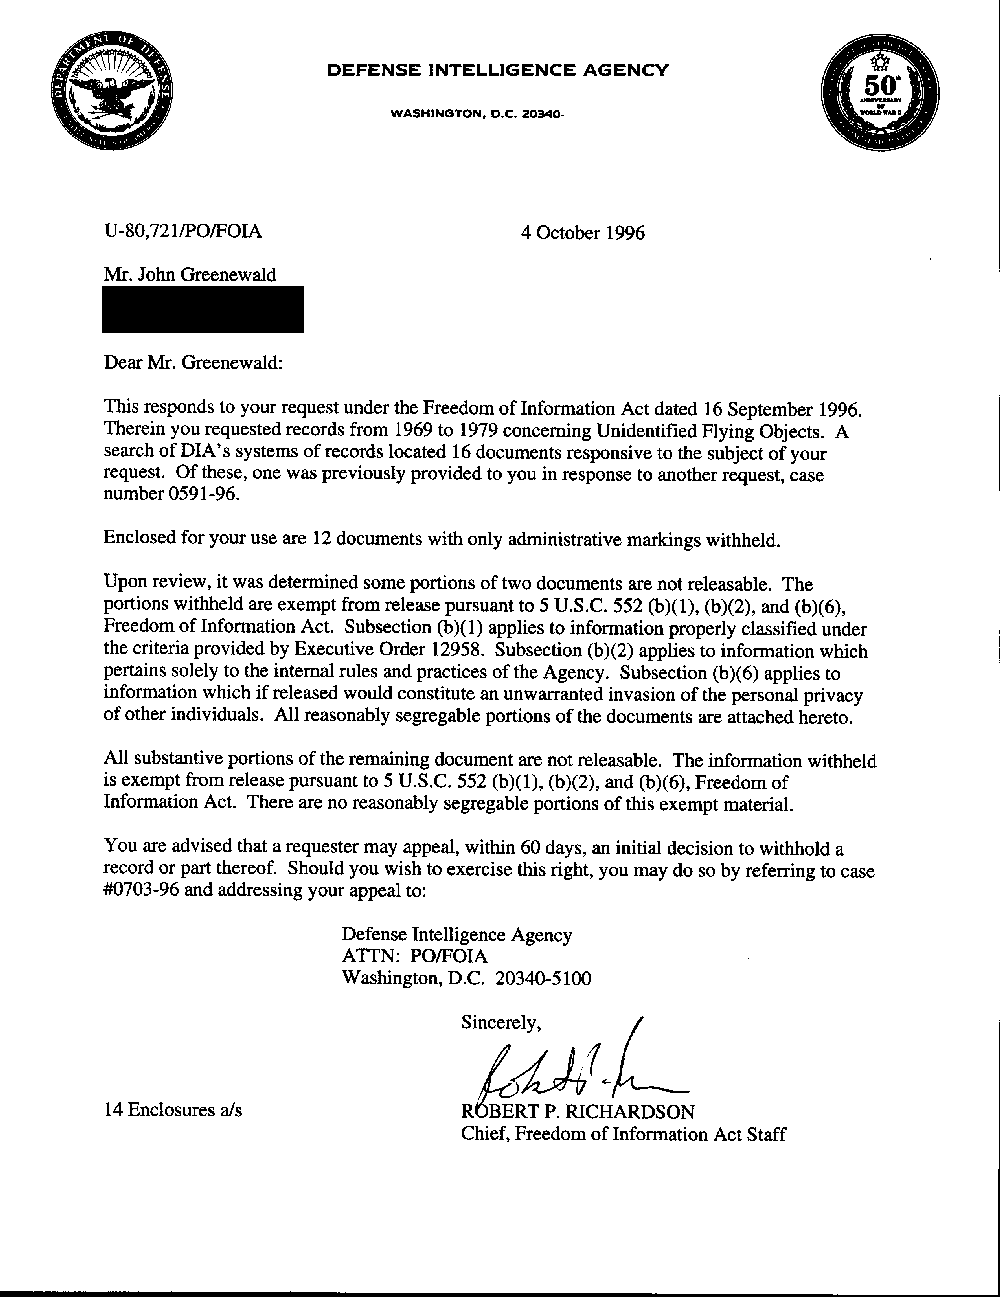 DEPARTMENT OF DEFENSE
DEFENSE INTELLIGENCE AGENCY
50
ANNIVERSARY
OF
WORLD WAR II
WASHINGTON, D.C. 20340-
U-80,721/PO/FOIA 4 October 1996
Mr. John Greenewald
Dear Mr. Greenewald:
This responds to your request under the Freedom of Information Act dated 16 September 1996.
Therein you requested records from 1969 to 1979 concerning Unidentified Flying Objects. A
search of DIA's systems of records located 16 documents responsive to the subject of your
request. Of these, one was previously provided to you in response to another request, case
number 0591-96.
Enclosed for your use are 12 documents with only administrative markings withheld.
Upon review, it was determined some portions of two documents are not releasable. The
portions withheld are exempt from release pursuant to 5 U.S.C. 552 (b)(1), (b)(2), and (b)(6),
Freedom of Information Act. Subsection (b)(1) applies to information properly classified under
the criteria provided by Executive Order 12958. Subsection (b)(2) applies to information which
pertains solely to the internal rules and practices of the Agency. Subsection (b)(6) applies to
information which if released would constitute an unwarranted invasion of the personal privacy
of other individuals. All reasonably segregable portions of the documents are attached hereto.
All substantive portions of the remaining document are not releasable. The information withheld
is exempt from release pursuant to 5 U.S.C. 552 (b)(1), (b)(2), and (b)(6), Freedom of
Information Act. There are no reasonably segregable portions of this exempt material.
You are advised that a requester may appeal, within 60 days, an initial decision to withhold a
record or part thereof. Should you wish to exercise this right, you may do so by referring to case
#0703-96 and addressing your appeal to:
Defense Intelligence Agency
ATTN: PO/FOIA
Washington, D.C. 20340-5100
Sincerely,
14 Enclosures a/s ROBERT P. RICHARDSON
Chief, Freedom of Information Act Staff